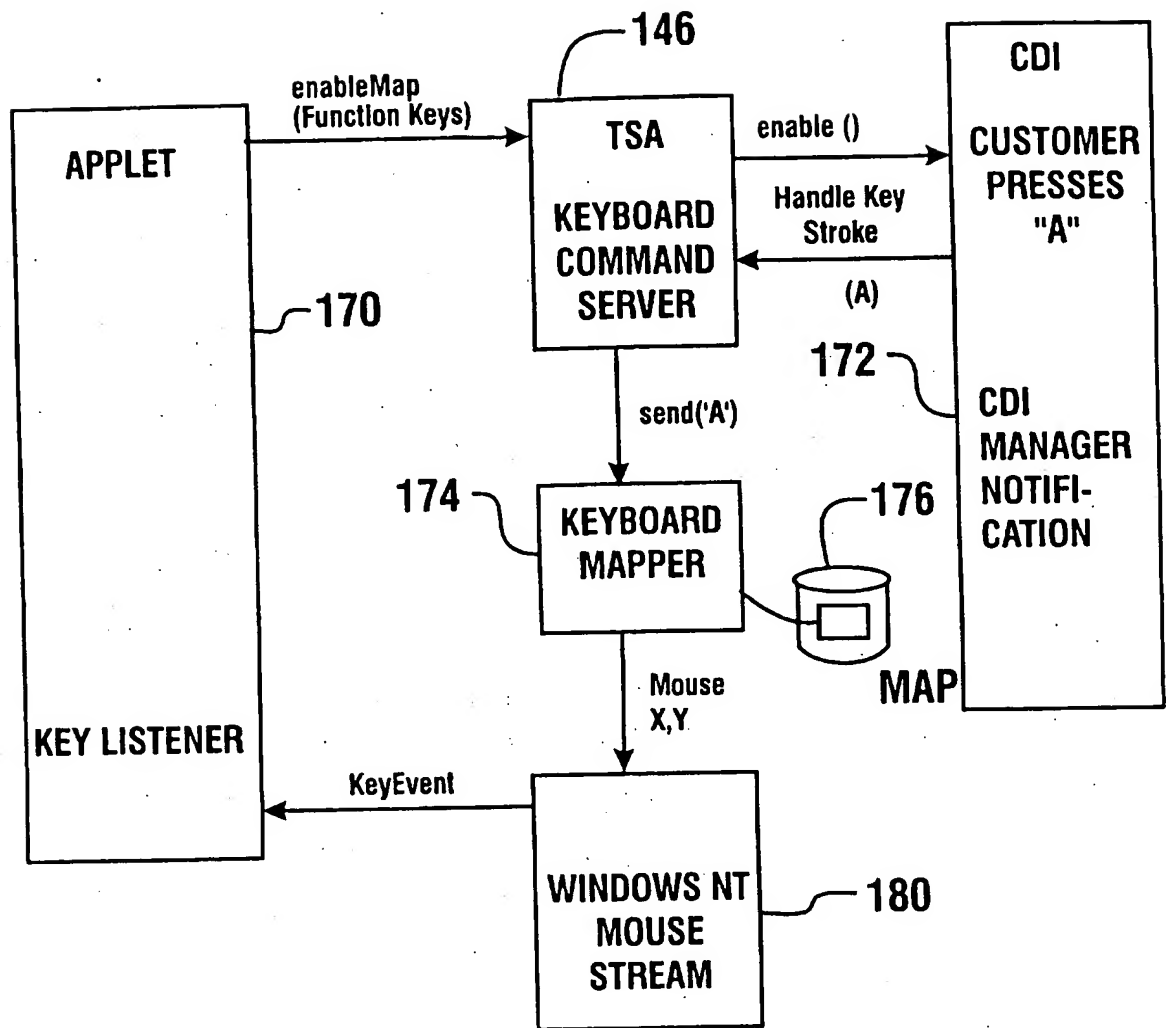 146
enableMap
(Function Keys)
APPLET
TSA
KEYBOARD
COMMAND
SERVER
enable ()
Handle Key
Stroke
(A)
CDI
CUSTOMER
PRESSES
"A"
170
172
CDI
MANAGER
NOTIFI-
CATION
send('A')
174
KEYBOARD
MAPPER
176
MAP
Mouse
X,Y
KEY LISTENER
KeyEvent
WINDOWS NT
MOUSE
STREAM
180